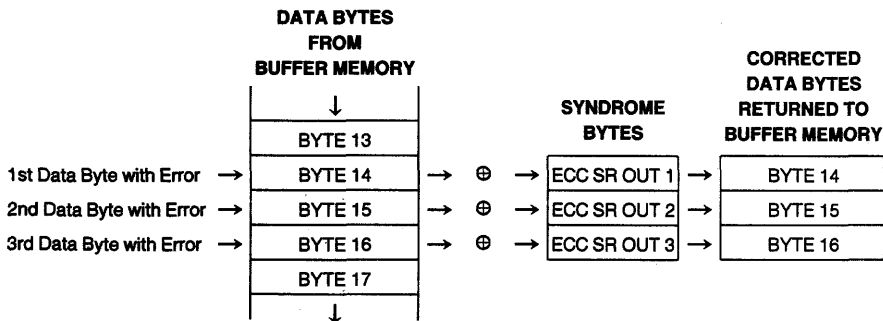 DATA BYTES
FROM
BUFFER MEMORY
CORRECTED
DATA BYTES
RETURNED TO
BUFFER MEMORY
SYNDROME
BYTES
↓
BYTE 13
1st Data Byte with Error → BYTE 14 → ⊕ → ECC SR OUT 1 → BYTE 14
2nd Data Byte with Error → BYTE 15 → ⊕ → ECC SR OUT 2 → BYTE 15
3rd Data Byte with Error → BYTE 16 → ⊕ → ECC SR OUT 3 → BYTE 16
BYTE 17
↓